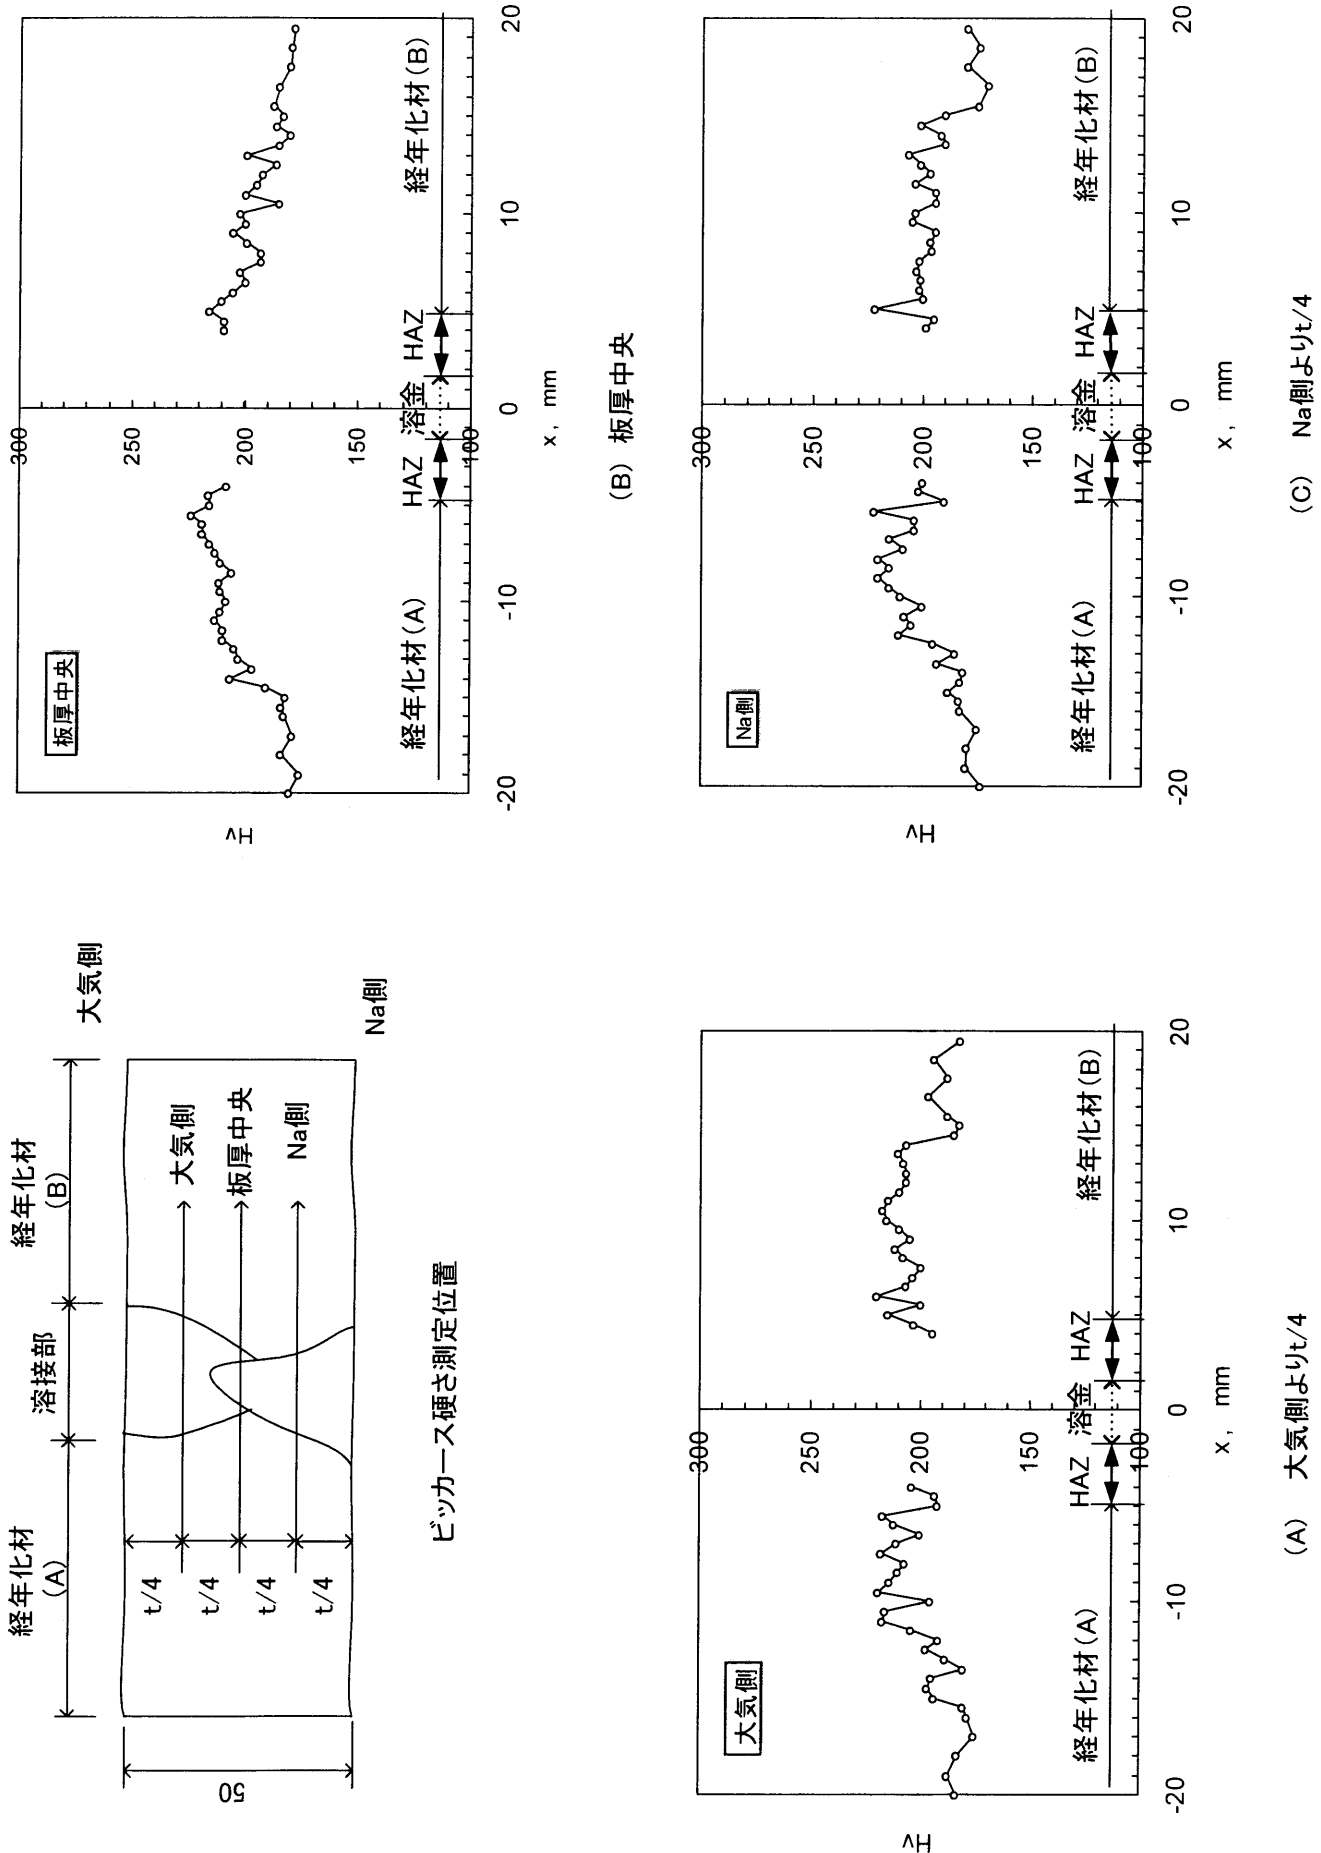 経年化材
(A)
溶接部
経年化材
(B)
大気側
50
t/4
t/4
t/4
t/4
大気側
板厚中央
Na側
Na側
ビッカース硬さ測定位置
Hv
300
250
200
150
100
板厚中央
経年化材(A)
HAZ
溶金
HAZ
経年化材(B)
-20
-10
0
10
20
x , mm
(B) 板厚中央
Hv
300
250
200
150
100
大気側
経年化材(A)
HAZ
溶金
HAZ
経年化材(B)
-20
-10
0
10
20
x , mm
(A) 大気側よりt/4
Hv
300
250
200
150
100
Na側
経年化材(A)
HAZ
溶金
HAZ
経年化材(B)
-20
-10
0
10
20
x , mm
(C) Na側よりt/4